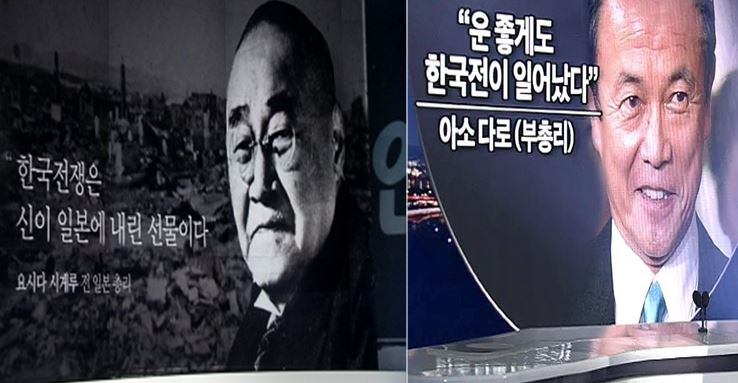 “한국전쟁은
신이 일본에 내린 선물이다
요시다 시게루 전 일본 총리
“운 좋게도
한국전이 일어났다”
아소 다로 (부총리)